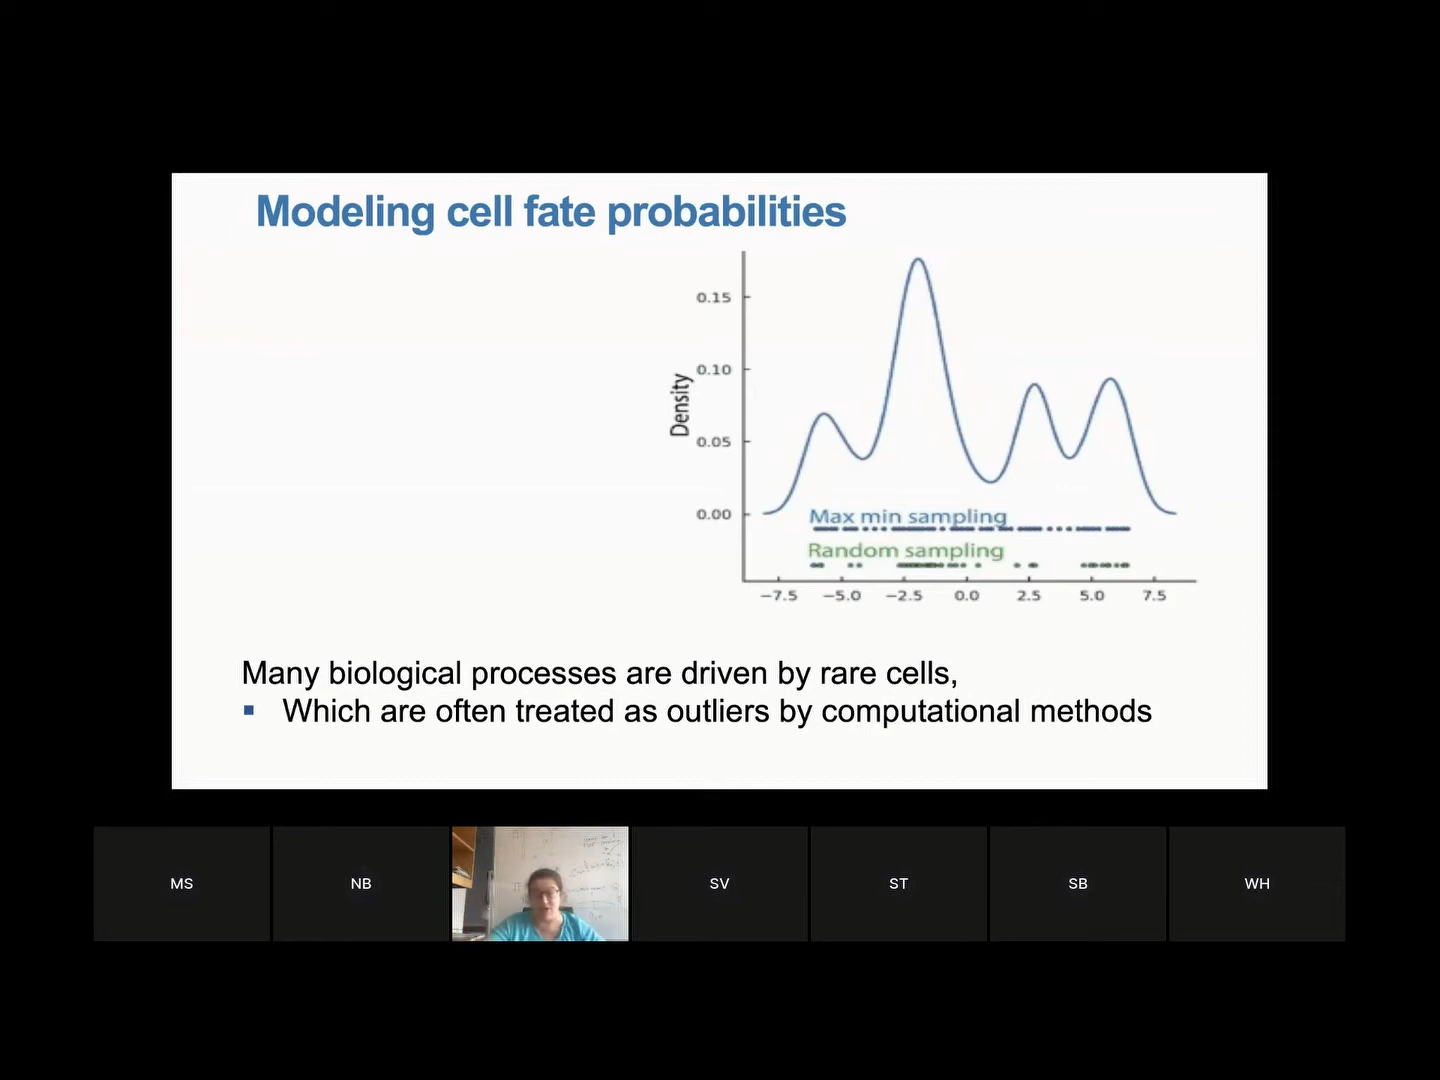 Modeling cell fate probabilities
Density
0.15
0.10
0.05
0.00
Max min sampling
Random sampling
−7.5 −5.0 −2.5 0.0 2.5 5.0 7.5
Many biological processes are driven by rare cells,
▪ Which are often treated as outliers by computational methods
MS NB SV ST SB WH